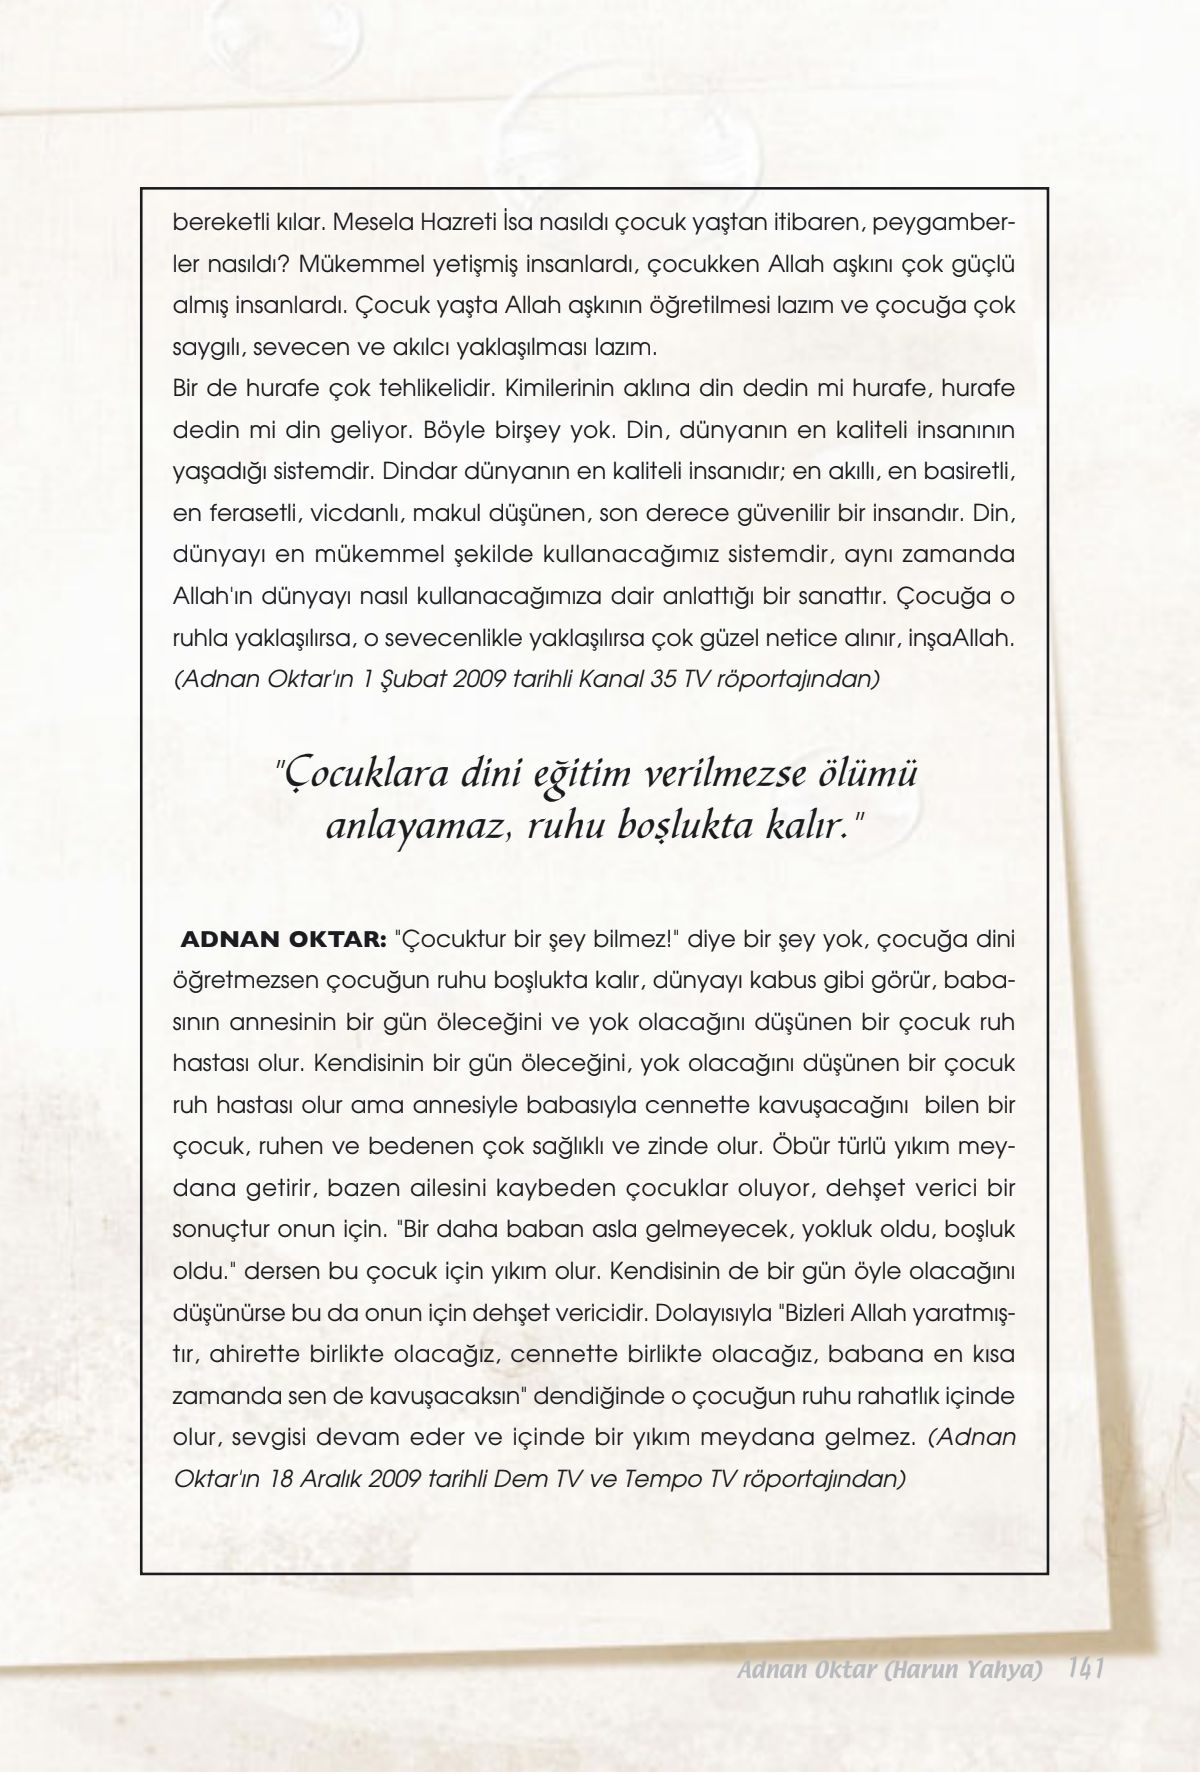 bereketli kılar. Mesela Hazreti İsa nasıldı çocuk yaştan itibaren, peygamber-
ler nasıldı? Mükemmel yetişmiş insanlardı, çocukken Allah aşkını çok güçlü
almış insanlardı. Çocuk yaşta Allah aşkının öğretilmesi lazım ve çocuğa çok
saygılı, sevecen ve akılcı yaklaşılması lazım.
Bir de hurafe çok tehlikelidir. Kimilerinin aklına din dedin mi hurafe, hurafe
dedin mi din geliyor. Böyle birşey yok. Din, dünyanın en kaliteli insanının
yaşadığı sistemdir. Dindar dünyanın en kaliteli insanıdır; en akıllı, en basiretli,
en ferasetli, vicdanlı, makul düşünen, son derece güvenilir bir insandır. Din,
dünyayı en mükemmel şekilde kullanacağımız sistemdir, aynı zamanda
Allah'ın dünyayı nasıl kullanacağımıza dair anlattığı bir sanattır. Çocuğa o
ruhla yaklaşılırsa, o sevecenlikle yaklaşılırsa çok güzel netice alınır, inşaAllah.
(Adnan Oktar'ın 1 Şubat 2009 tarihli Kanal 35 TV röportajından)
"Çocuklara dini eğitim verilmezse ölümü
anlayamaz, ruhu boşlukta kalır."
ADNAN OKTAR: "Çocuktur bir şey bilmez!" diye bir şey yok, çocuğa dini
öğretmezsen çocuğun ruhu boşlukta kalır, dünyayı kabus gibi görür, baba-
sının annesinin bir gün öleceğini ve yok olacağını düşünen bir çocuk ruh
hastası olur. Kendisinin bir gün öleceğini, yok olacağını düşünen bir çocuk
ruh hastası olur ama annesiyle babasıyla cennette kavuşacağını  bilen bir
çocuk, ruhen ve bedenen çok sağlıklı ve zinde olur. Öbür türlü yıkım mey-
dana getirir, bazen ailesini kaybeden çocuklar oluyor, dehşet verici bir
sonuçtur onun için. "Bir daha baban asla gelmeyecek, yokluk oldu, boşluk
oldu." dersen bu çocuk için yıkım olur. Kendisinin de bir gün öyle olacağını
düşünürse bu da onun için dehşet vericidir. Dolayısıyla "Bizleri Allah yaratmış-
tır, ahirette birlikte olacağız, cennette birlikte olacağız, babana en kısa
zamanda sen de kavuşacaksın" dendiğinde o çocuğun ruhu rahatlık içinde
olur, sevgisi devam eder ve içinde bir yıkım meydana gelmez. (Adnan
Oktar'ın 18 Aralık 2009 tarihli Dem TV ve Tempo TV röportajından)
Adnan Oktar (Harun Yahya) 141